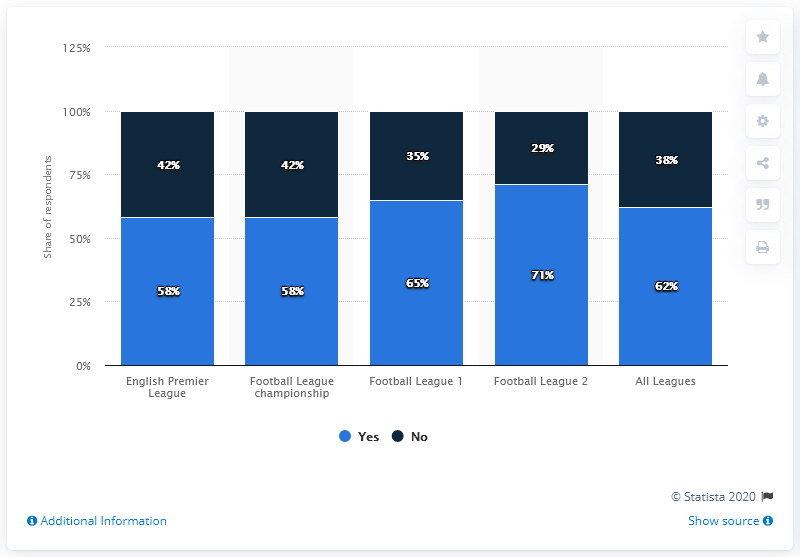 125%
100%
75%
50%
25%
0%
Share of respondents
42%
42%
35%
29%
38%
58%
58%
65%
71%
62%
English Premier
League
Football League
championship
Football League 1
Football League 2
All Leagues
Yes
No
© Statista 2020
Additional Information
Show source